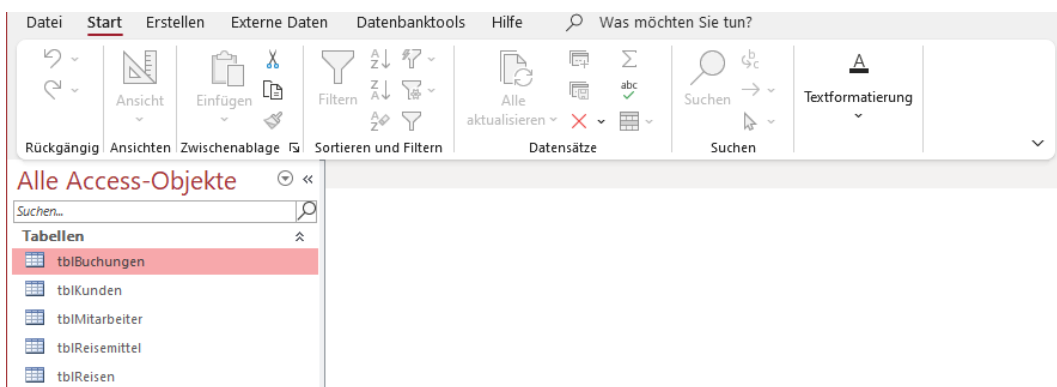 Datei Start Erstellen Externe Daten Datenbanktools Hilfe Was möchten Sie tun?
Ansicht Einfügen Filtern Alle aktualisieren Suchen Textformatierung
Rückgängig Ansichten Zwischenablage Sortieren und Filtern Datensätze Suchen
Alle Access-Objekte
Suchen...
Tabellen
tblBuchungen
tblKunden
tblMitarbeiter
tblReisemittel
tblReisen